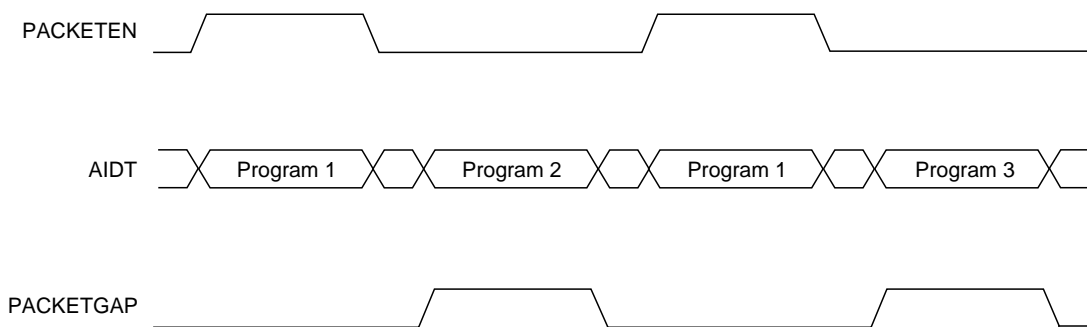 PACKETEN
AIDT
Program 1
Program 2
Program 1
Program 3
PACKETGAP